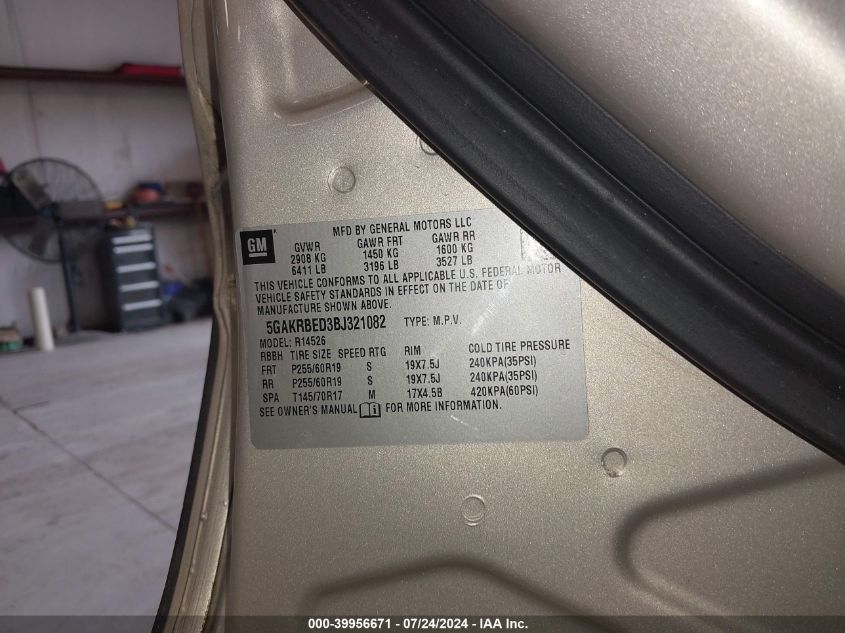 GM
MFD BY GENERAL MOTORS LLC
GVWR GAWR FRT GAWR RR
2908 KG 1450 KG 1600 KG
6411 LB 3196 LB 3527 LB
THIS VEHICLE CONFORMS TO ALL APPLICABLE U.S. FEDERAL MOTOR
VEHICLE SAFETY STANDARDS IN EFFECT ON THE DATE OF
MANUFACTURE SHOWN ABOVE.
5GAKRBED3BJ321082 TYPE: M.P.V.
MODEL: R14526
RBBH TIRE SIZE SPEED RTG RIM COLD TIRE PRESSURE
FRT P255/60R19 S 19X7.5J 240KPA(35PSI)
RR P255/60R19 S 19X7.5J 240KPA(35PSI)
SPA T145/70R17 M 17X4.5B 420KPA(60PSI)
SEE OWNER'S MANUAL FOR MORE INFORMATION.
000-39956671 - 07/24/2024 - IAA Inc.